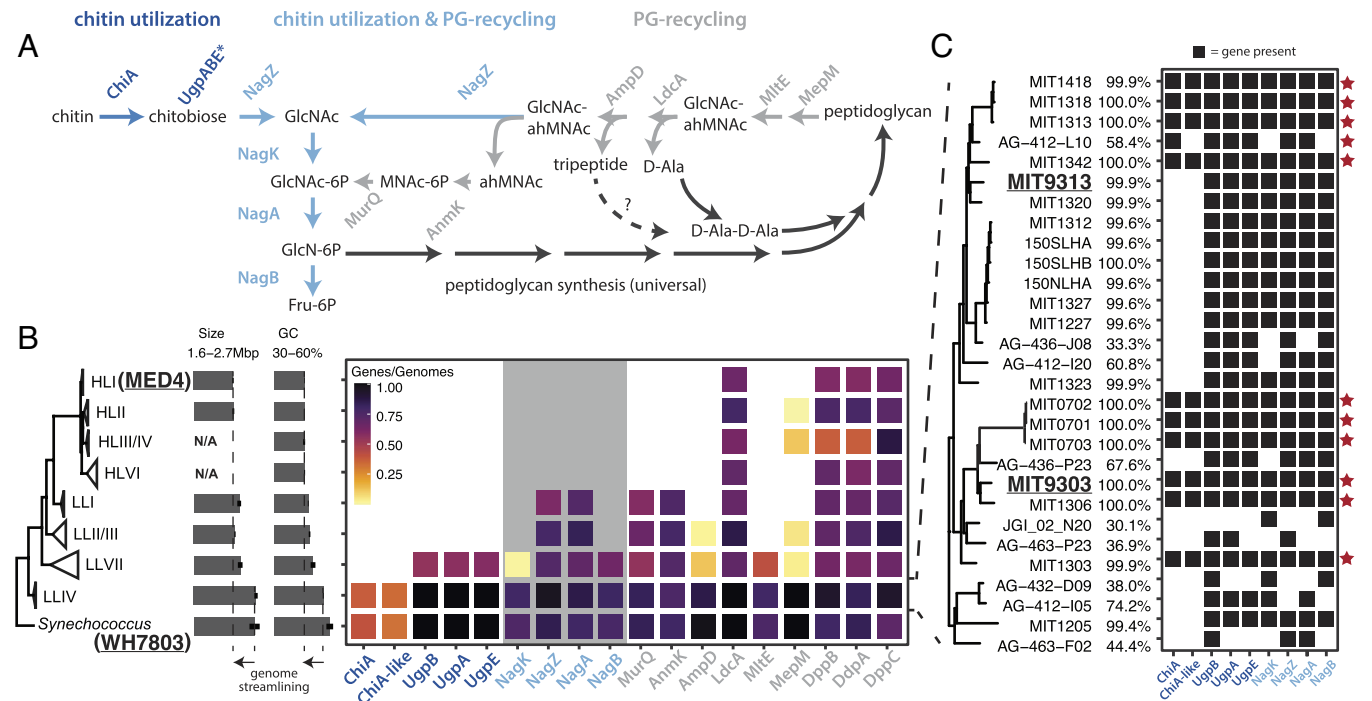 chitin utilization
chitin utilization & PG-recycling
PG-recycling
A
ChiA
UgpABE*
NagZ
NagZ
AmpD
LdcA
MltE
MepM
chitin
chitobiose
GlcNAc
GlcNAc-
ahMNAc
GlcNAc-
ahMNAc
peptidoglycan
NagK
tripeptide
D-Ala
GlcNAc-6P
MNAc-6P
ahMNAc
MurQ
AnmK
?
NagA
D-Ala-D-Ala
GlcN-6P
NagB
peptidoglycan synthesis (universal)
Fru-6P
B
Size
1.6–2.7Mbp
GC
30–60%
HLI(MED4)
HLII
HLIII/IV
N/A
HLVI
N/A
LLI
LLII/III
LLVII
LLIV
Synechococcus
(WH7803)
genome
streamlining
Genes/Genomes
1.00
0.75
0.50
0.25
ChiA
ChiA-like
UgpB
UgpA
UgpE
NagK
NagZ
NagA
NagB
MurQ
AnmK
AmpD
LdcA
MltE
MepM
DppB
DdpA
DppC
C
= gene present
MIT1418 99.9%
MIT1318 100.0%
MIT1313 100.0%
AG–412–L10 58.4%
MIT1342 100.0%
MIT9313 99.9%
MIT1320 99.9%
MIT1312 99.6%
150SLHA 99.6%
150SLHB 100.0%
150NLHA 99.6%
MIT1327 99.6%
MIT1227 99.6%
AG–436–J08 33.3%
AG–412–I20 60.8%
MIT1323 99.9%
MIT0702 100.0%
MIT0701 100.0%
MIT0703 100.0%
AG–436–P23 67.6%
MIT9303 100.0%
MIT1306 100.0%
JGI_02_N20 30.1%
AG–463–P23 36.9%
MIT1303 99.9%
AG–432–D09 38.0%
AG–412–I05 74.2%
MIT1205 99.4%
AG–463–F02 44.4%
ChiA
ChiA-like
UgpB
UgpA
UgpE
NagK
NagZ
NagA
NagB